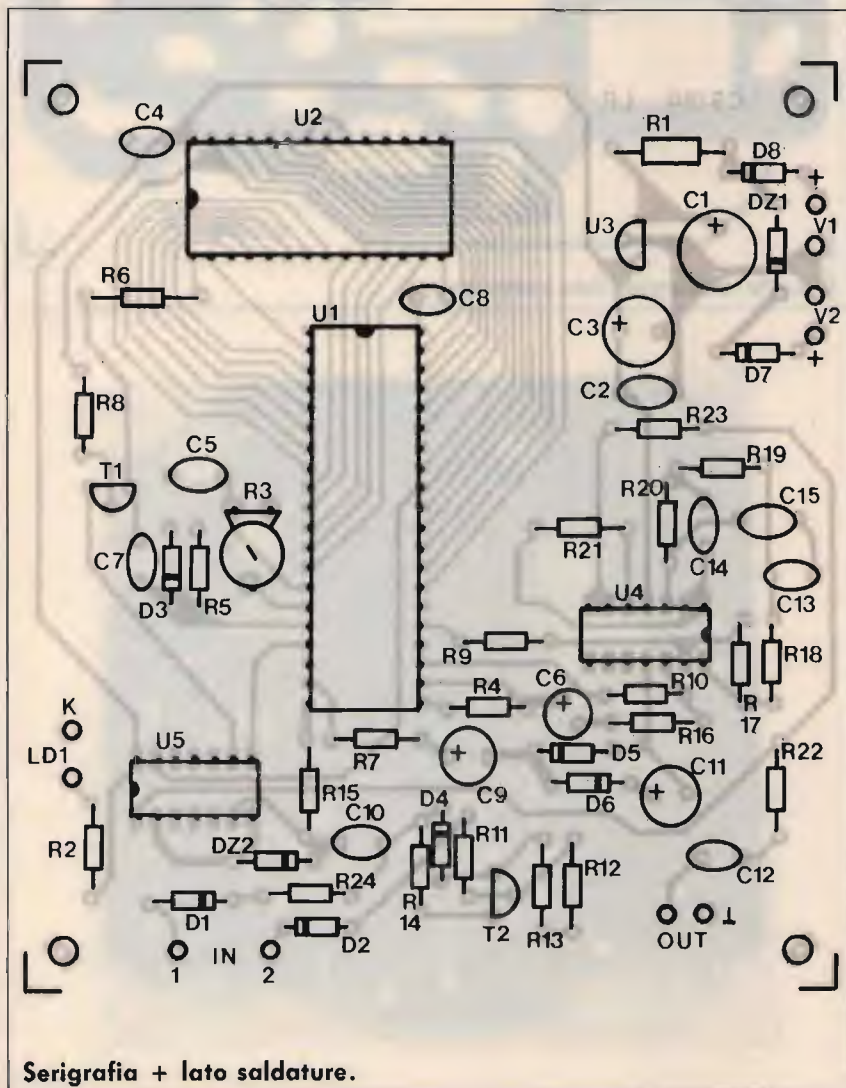 C4
U2
R1
D8
+
C1
DZ1
V1
U3
R6
C8
C3
+
+
V2
U1
D7
+
C2
R8
R23
R19
C5
T1
R3
R20
C15
R21
C14
C7
D3
R5
U4
C13
R9
R18
R17
K
R4
C6
+
R10
LD1
U5
R7
R16
D5
C11
+
R22
R15
C9
+
D6
R2
C10
D4
DZ2
R11
R12
C12
R24
R14
D1
D2
T2
R13
OUT ⊥
1 IN 2
Serigrafia + lato saldature.